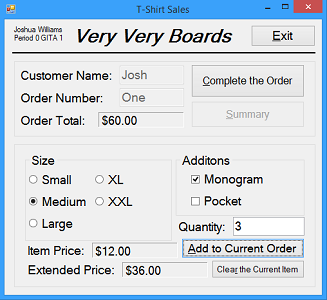 T-Shirt Sales
Joshua Williams
Period 0 GITA 1
Very Very Boards
Exit
Customer Name: Josh
Complete the Order
Order Number: One
Order Total: $60.00
Summary
Size
Additons
Small
XL
Monogram
Medium
XXL
Pocket
Large
Quantity: 3
Item Price: $12.00
Add to Current Order
Extended Price: $36.00
Clear the Current Item